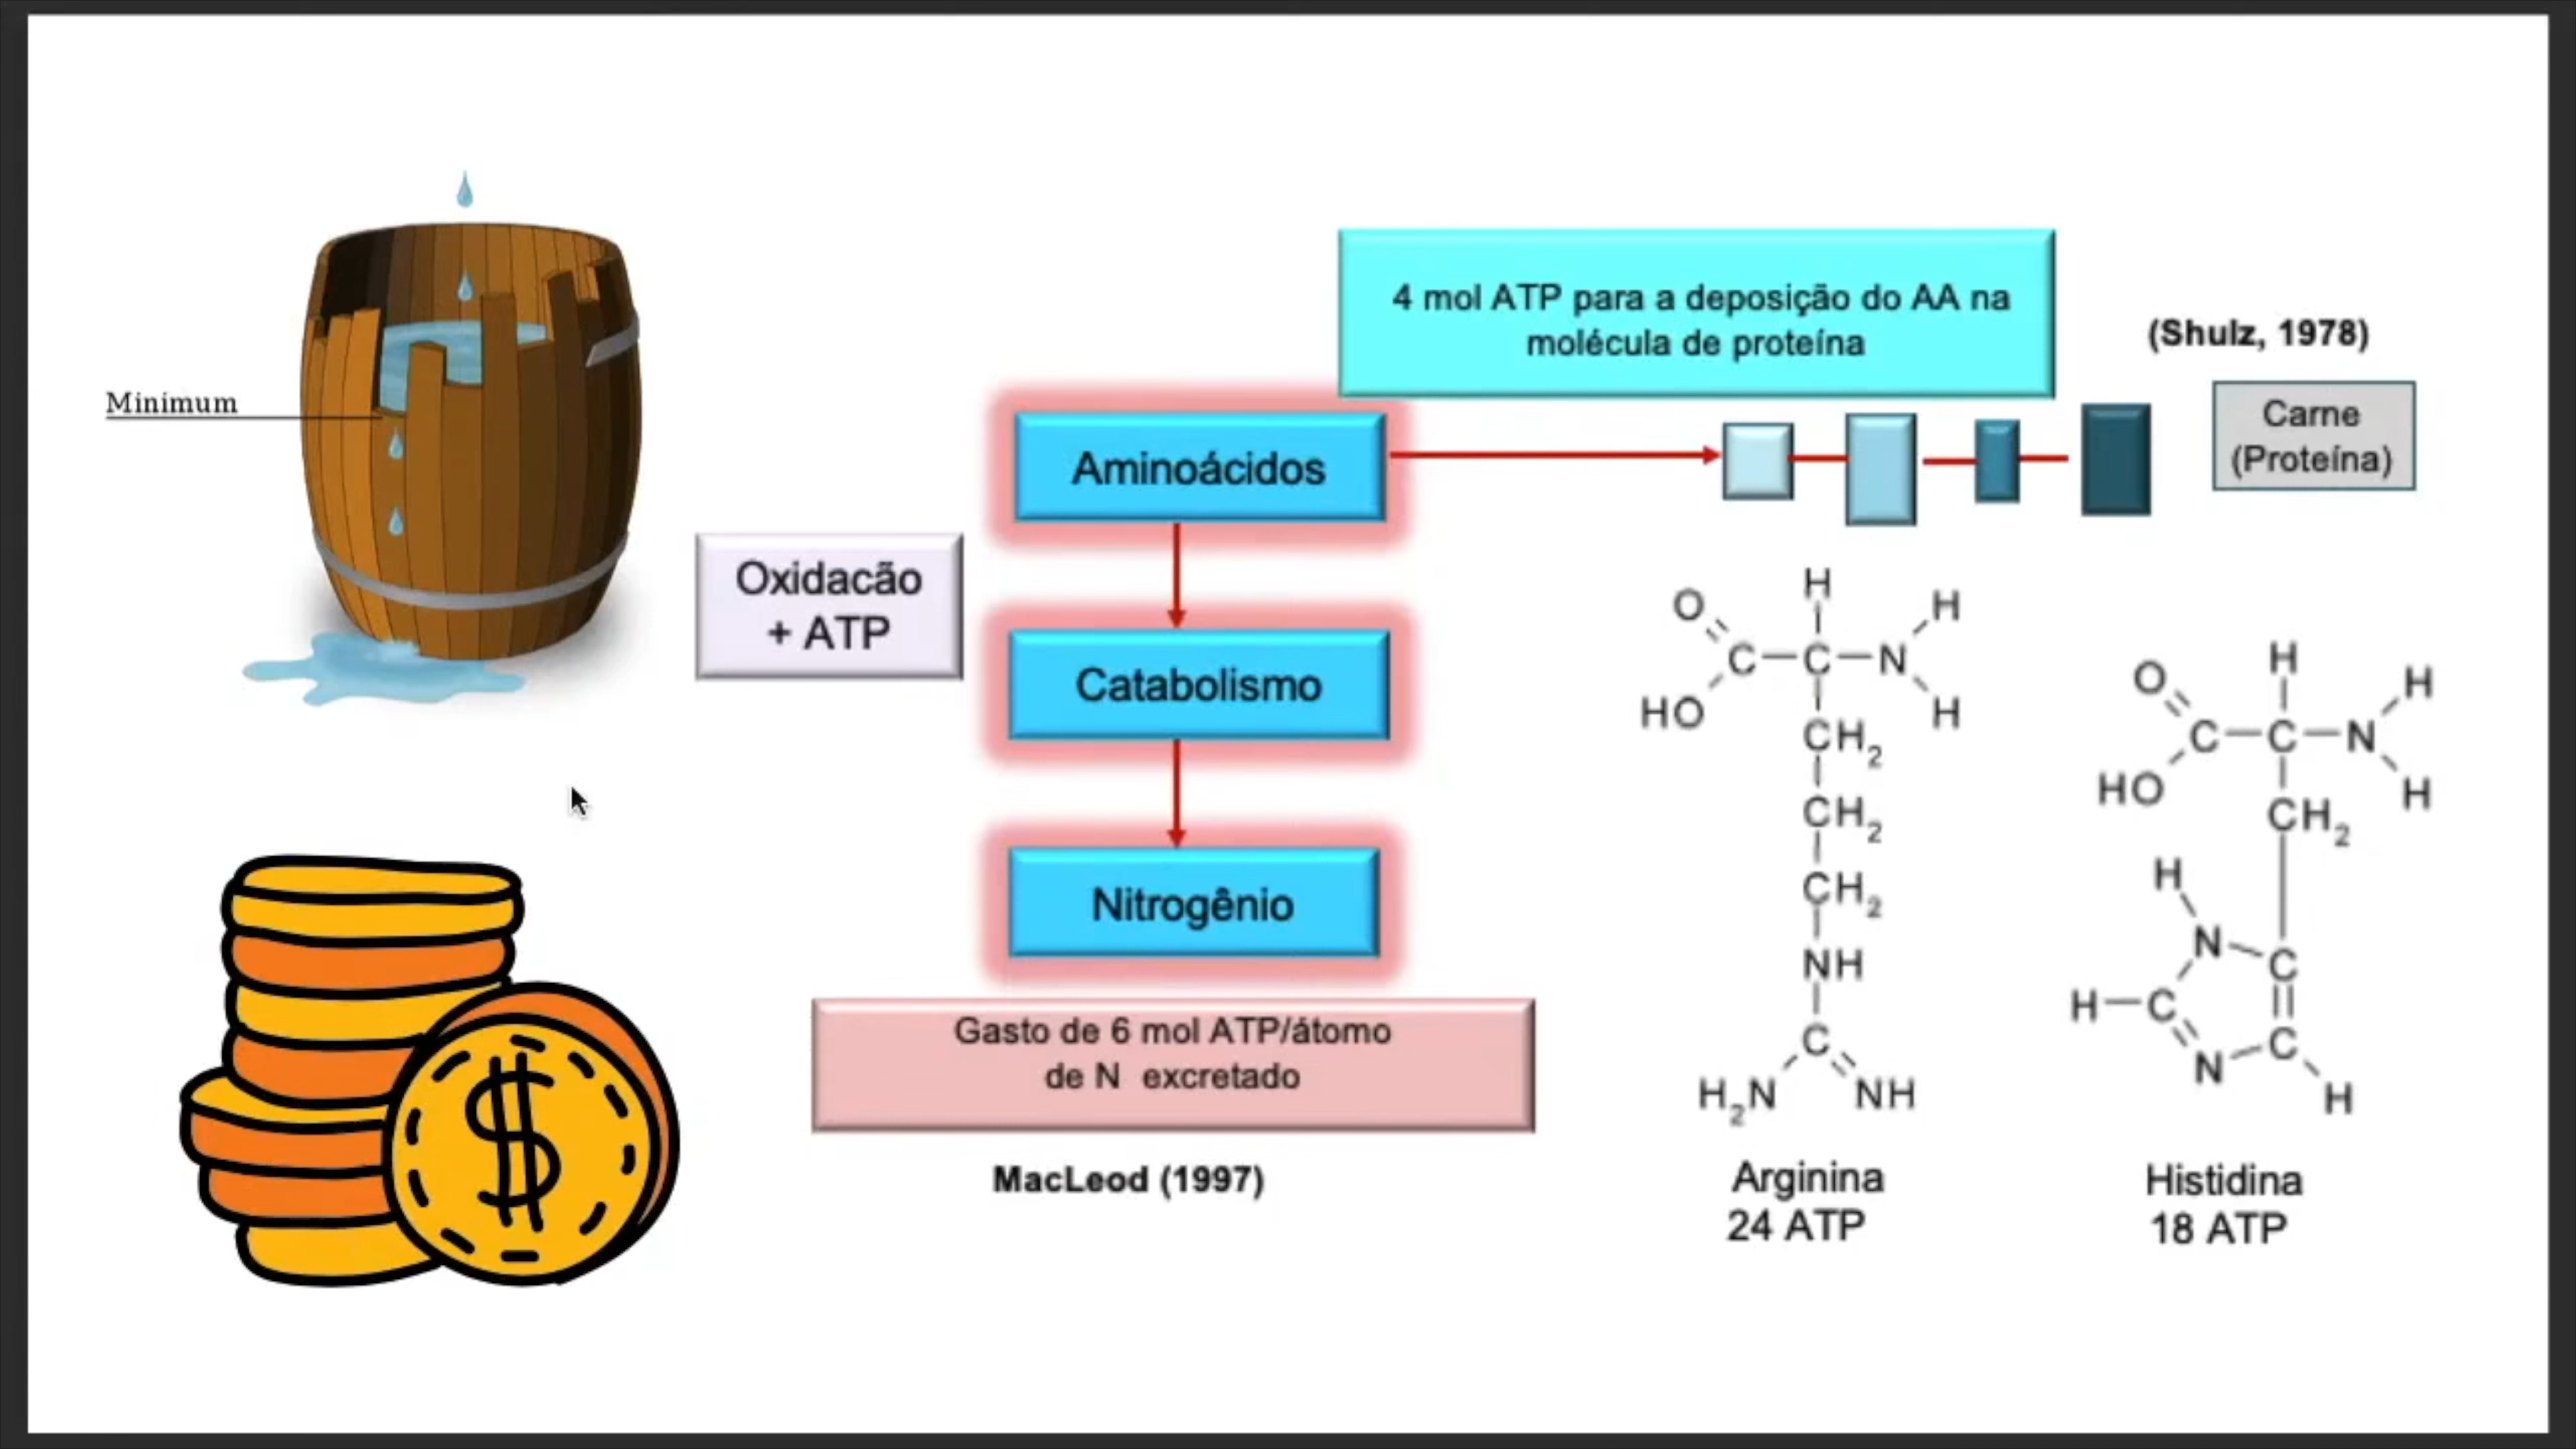 Minimum
4 mol ATP para a deposição do AA na
molécula de proteína
(Shulz, 1978)
Carne
(Proteína)
Aminoácidos
Oxidacão
+ ATP
Catabolismo
Nitrogênio
Gasto de 6 mol ATP/átomo
de N excretado
MacLeod (1997)
$
H
O
H
C
C
N
HO
H
CH2
CH2
CH2
NH
C
H2N
NH
Arginina
24 ATP
H
O
H
C
C
N
HO
H
CH2
H
N
C
H
C
N
C
H
Histidina
18 ATP